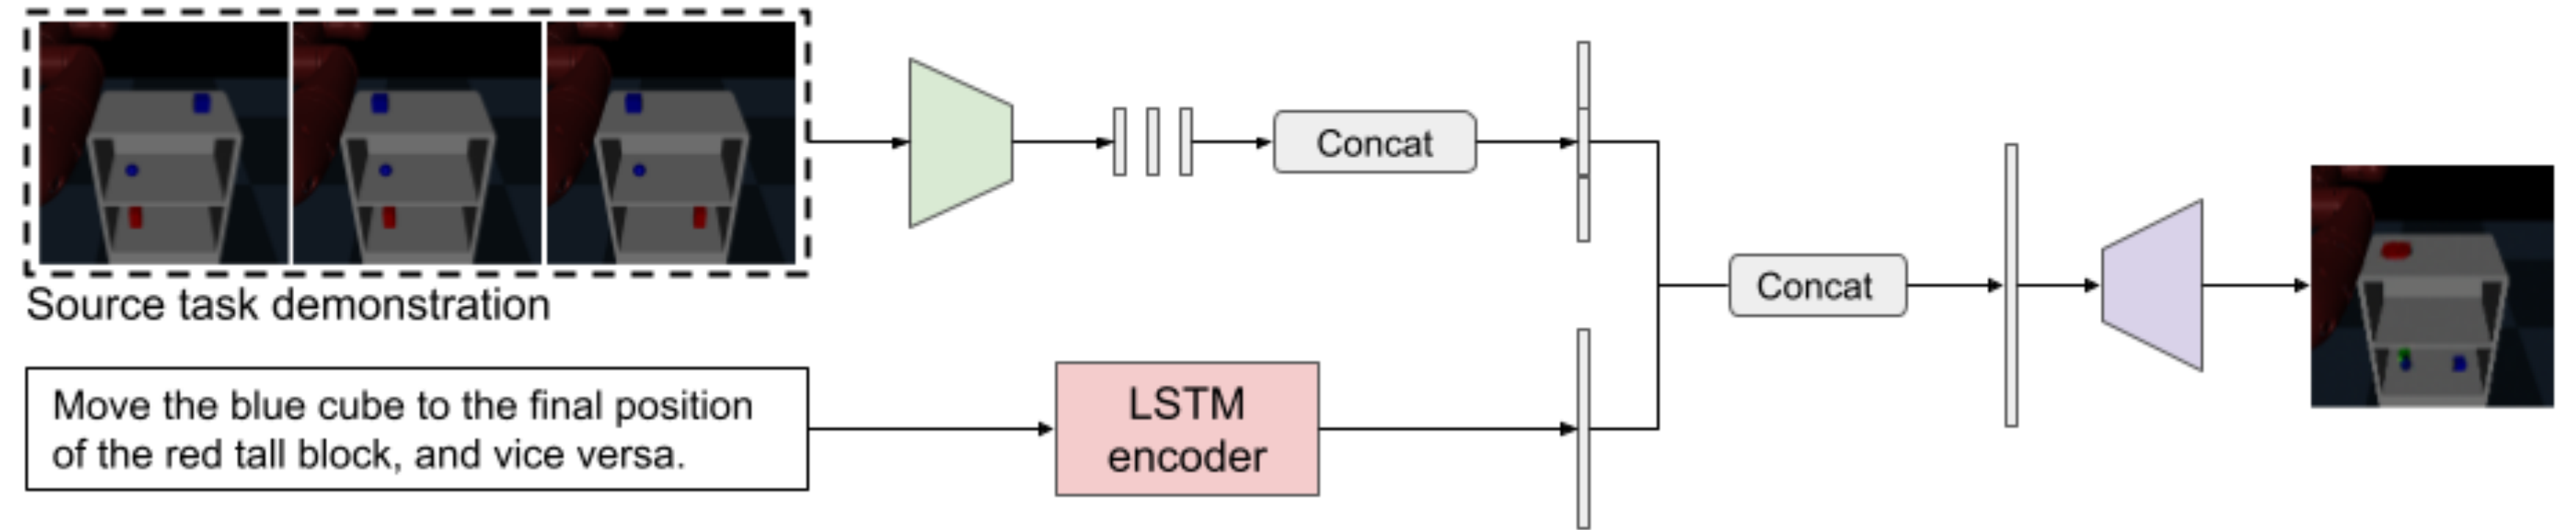 Source task demonstration
Concat
Concat
Move the blue cube to the final position
of the red tall block, and vice versa.
LSTM
encoder